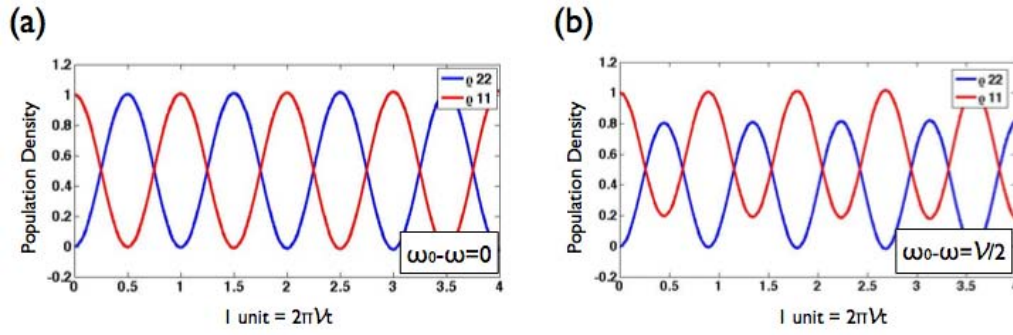 (a)
(b)
Population Density
1.2
1
0.8
0.6
0.4
0.2
0
-0.2
0 0.5 1 1.5 2 2.5 3 3.5 4
ϱ 22
ϱ 11
ω₀-ω=0
1 unit = 2πVt
Population Density
1.2
1
0.8
0.6
0.4
0.2
0
-0.2
0 0.5 1 1.5 2 2.5 3 3.5 4
ϱ 22
ϱ 11
ω₀-ω=V/2
1 unit = 2πVt